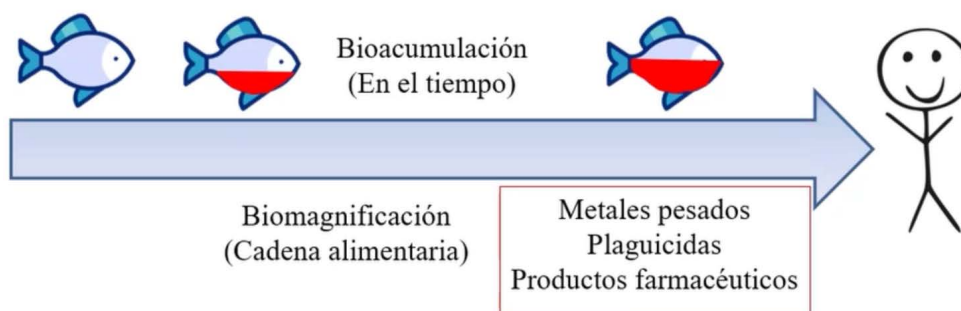 Bioacumulación
(En el tiempo)
Biomagnificación
(Cadena alimentaria)
Metales pesados
Plaguicidas
Productos farmacéuticos